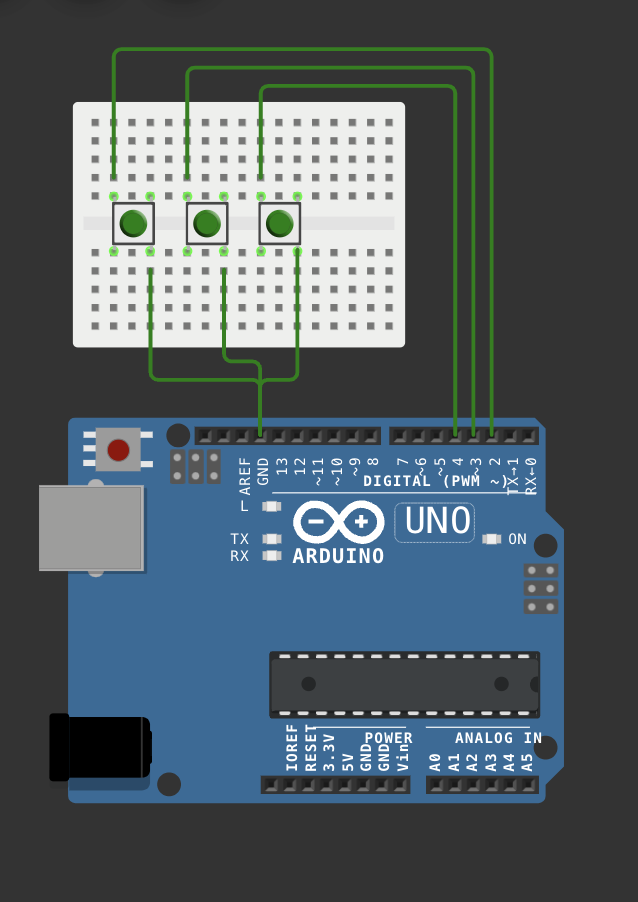 AREF
GND
13
12
~11
~10
~9
8
7
~6
~5
4
~3
2
TX→1
RX←0
DIGITAL (PWM ~)
L
UNO
TX
RX
ON
ARDUINO
IOREF
RESET
3.3V
5V
GND
GND
Vin
POWER
ANALOG IN
A0
A1
A2
A3
A4
A5